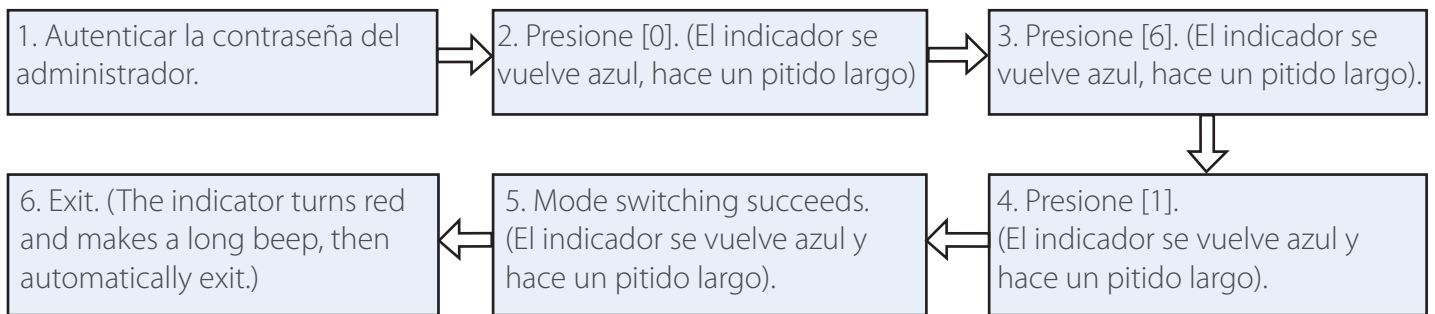 1. Autenticar la contraseña del
administrador.
2. Presione [0]. (El indicador se
vuelve azul, hace un pitido largo)
3. Presione [6]. (El indicador se
vuelve azul, hace un pitido largo).
4. Presione [1].
(El indicador se vuelve azul y
hace un pitido largo).
5. Mode switching succeeds.
(El indicador se vuelve azul y
hace un pitido largo).
6. Exit. (The indicator turns red
and makes a long beep, then
automatically exit.)